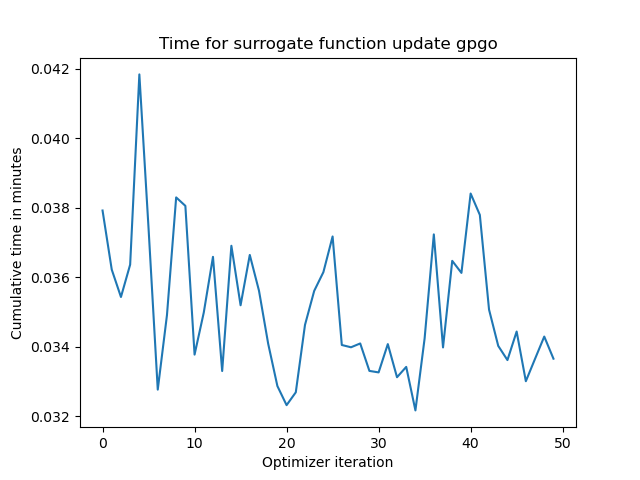 Time for surrogate function update gpgo
0.042
0.040
0.038
0.036
0.034
0.032
Cumulative time in minutes
0 10 20 30 40 50
Optimizer iteration